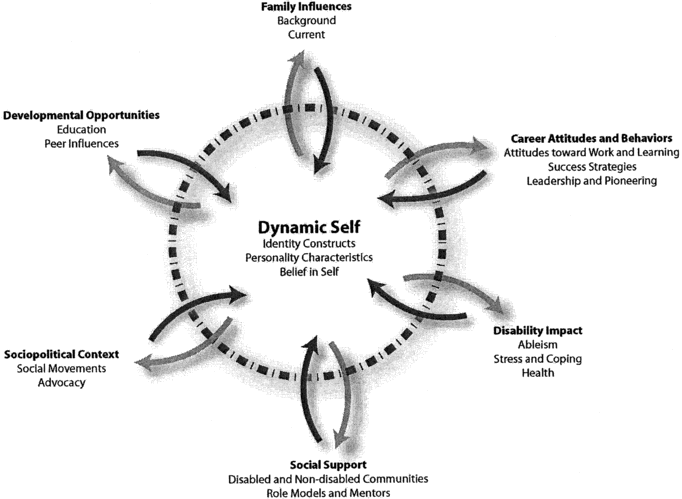 Family Influences
Background
Current
Developmental Opportunities
Education
Peer Influences
Career Attitudes and Behaviors
Attitudes toward Work and Learning
Success Strategies
Leadership and Pioneering
Dynamic Self
Identity Constructs
Personality Characteristics
Belief in Self
Sociopolitical Context
Social Movements
Advocacy
Disability Impact
Ableism
Stress and Coping
Health
Social Support
Disabled and Non-disabled Communities
Role Models and Mentors